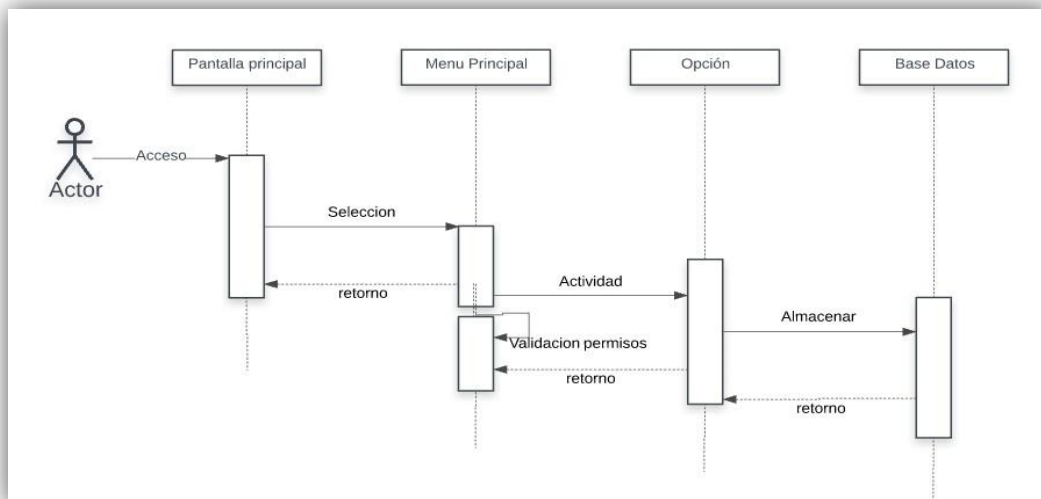 Pantalla principal
Menu Principal
Opción
Base Datos
Acceso
Actor
Seleccion
retorno
Actividad
Almacenar
Validacion permisos
retorno
retorno